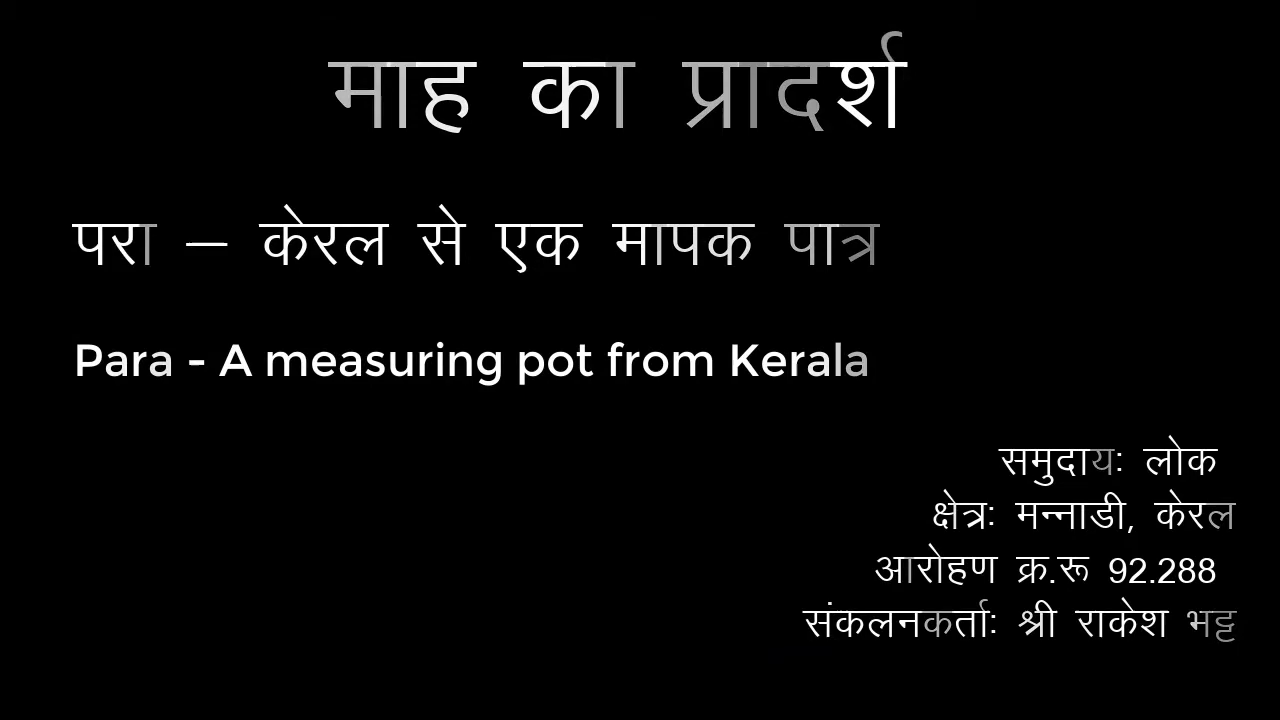 माह का प्रादर्श
परा – केरल से एक मापक पात्र
Para - A measuring pot from Kerala
समुदायः लोक
क्षेत्रः मन्नाडी, केरल
आरोहण क्र.रू 92.288
संकलनकर्ताः श्री राकेश भट्ट